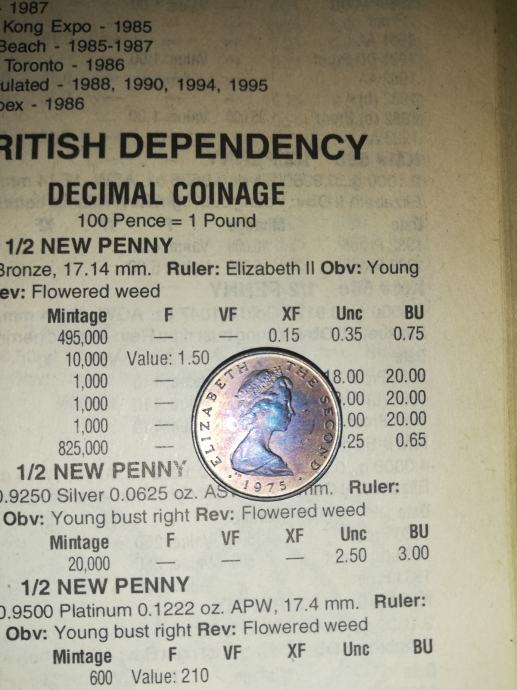 - 1987
Kong Expo - 1985
Beach - 1985-1987
Toronto - 1986
ulated - 1988, 1990, 1994, 1995
pex - 1986
RITISH DEPENDENCY
DECIMAL COINAGE
100 Pence = 1 Pound
1/2 NEW PENNY
Bronze, 17.14 mm. Ruler: Elizabeth II Obv: Young
ev: Flowered weed
Mintage F VF XF Unc BU
495,000 — — 0.15 0.35 0.75
10,000 Value: 1.50
1,000 — 18.00 20.00
1,000 — 8.00 20.00
1,000 — .00 20.00
825,000 — .25 0.65
ELIZABETH THE SECOND
· 1975 ·
1/2 NEW PENNY
0.9250 Silver 0.0625 oz. AS mm. Ruler:
Obv: Young bust right Rev: Flowered weed
Mintage F VF XF Unc BU
20,000 — — — 2.50 3.00
1/2 NEW PENNY
0.9500 Platinum 0.1222 oz. APW, 17.4 mm. Ruler:
Obv: Young bust right Rev: Flowered weed
Mintage F VF XF Unc BU
600 Value: 210